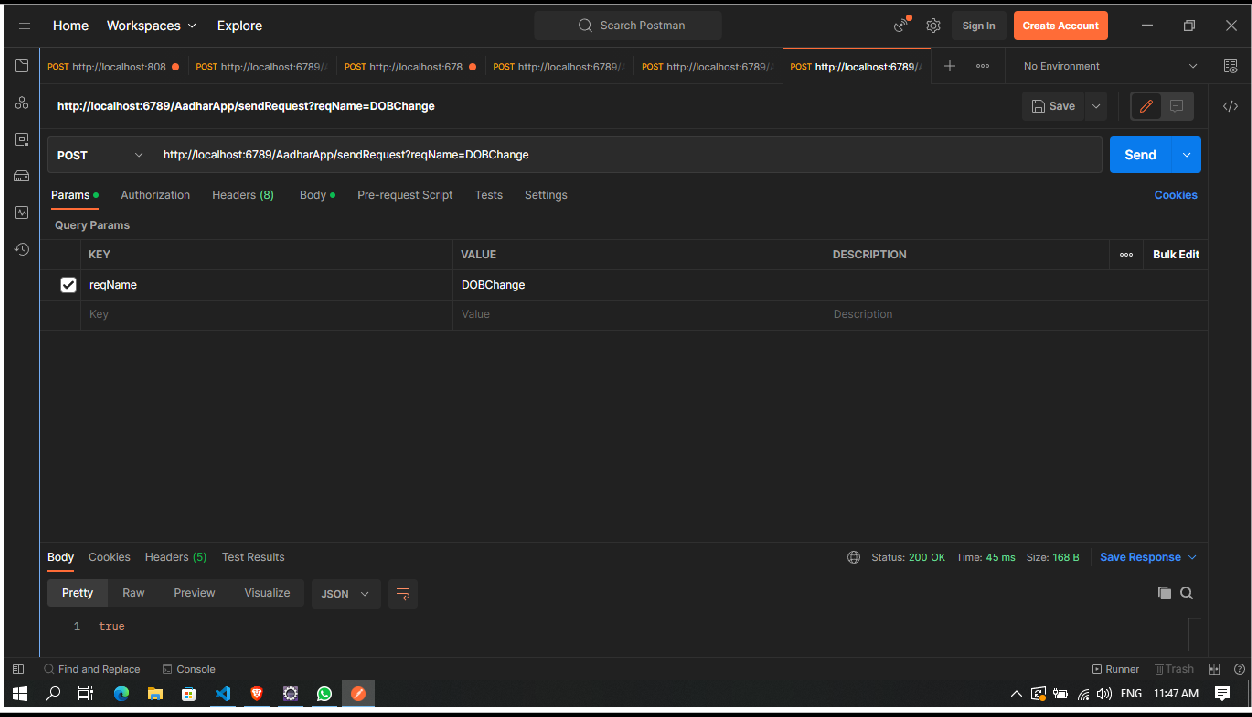 Home Workspaces Explore Search Postman Sign In Create Account
POST http://localhost:808 POST http://localhost:6789/ POST http://localhost:678 POST http://localhost:6789/ POST http://localhost:6789/ POST http://localhost:6789/ No Environment
http://localhost:6789/AadharApp/sendRequest?reqName=DOBChange Save
POST http://localhost:6789/AadharApp/sendRequest?reqName=DOBChange Send
Params Authorization Headers (8) Body Pre-request Script Tests Settings Cookies
Query Params
KEY VALUE DESCRIPTION Bulk Edit
reqName DOBChange
Key Value Description
Body Cookies Headers (5) Test Results Status: 200 OK Time: 45 ms Size: 168 B Save Response
Pretty Raw Preview Visualize JSON
1 true
Find and Replace Console Runner Trash
ENG 11:47 AM